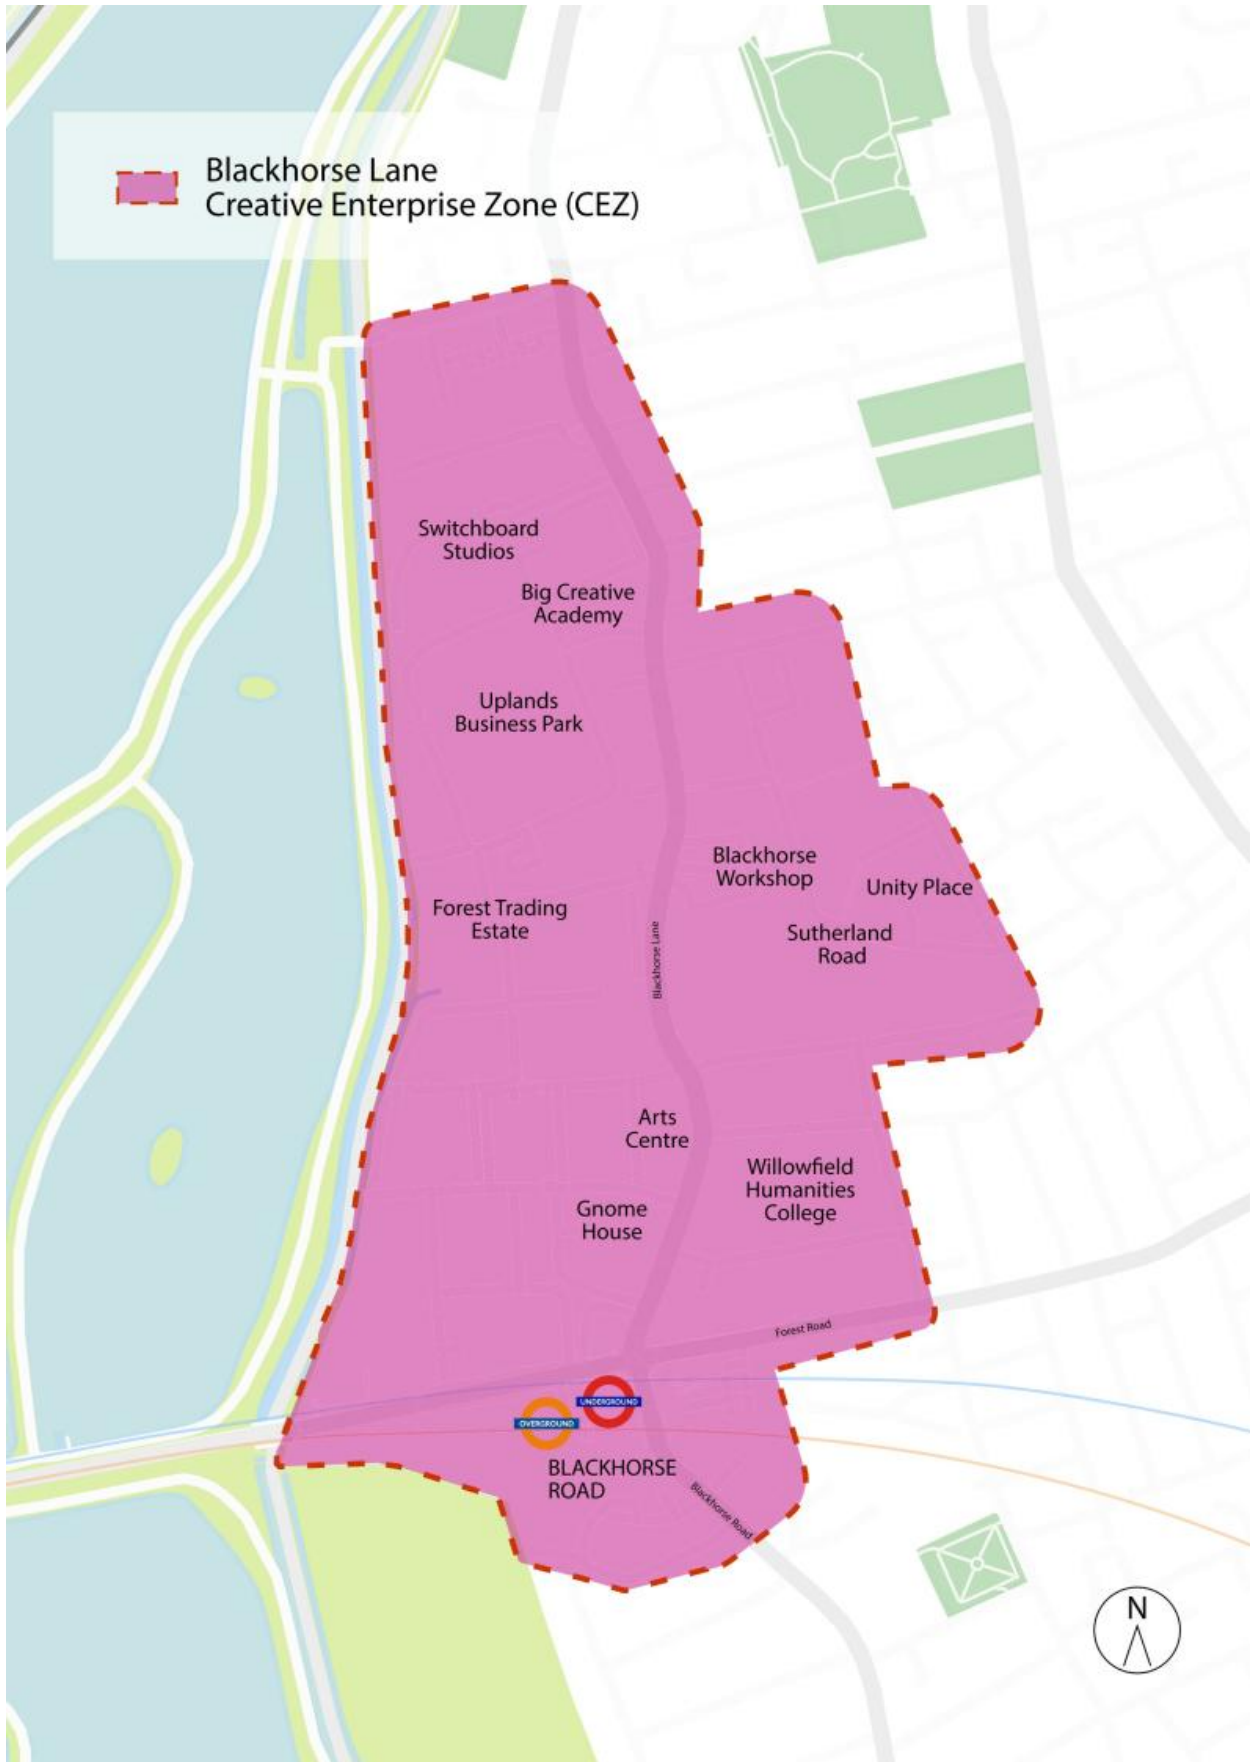 Blackhorse Lane
Creative Enterprise Zone (CEZ)
Switchboard
Studios
Big Creative
Academy
Uplands
Business Park
Blackhorse
Workshop
Unity Place
Forest Trading
Estate
Sutherland
Road
Blackhorse Lane
Arts
Centre
Willowfield
Humanities
College
Gnome
House
Forest Road
UNDERGROUND
OVERGROUND
BLACKHORSE
ROAD
Blackhorse Road
N